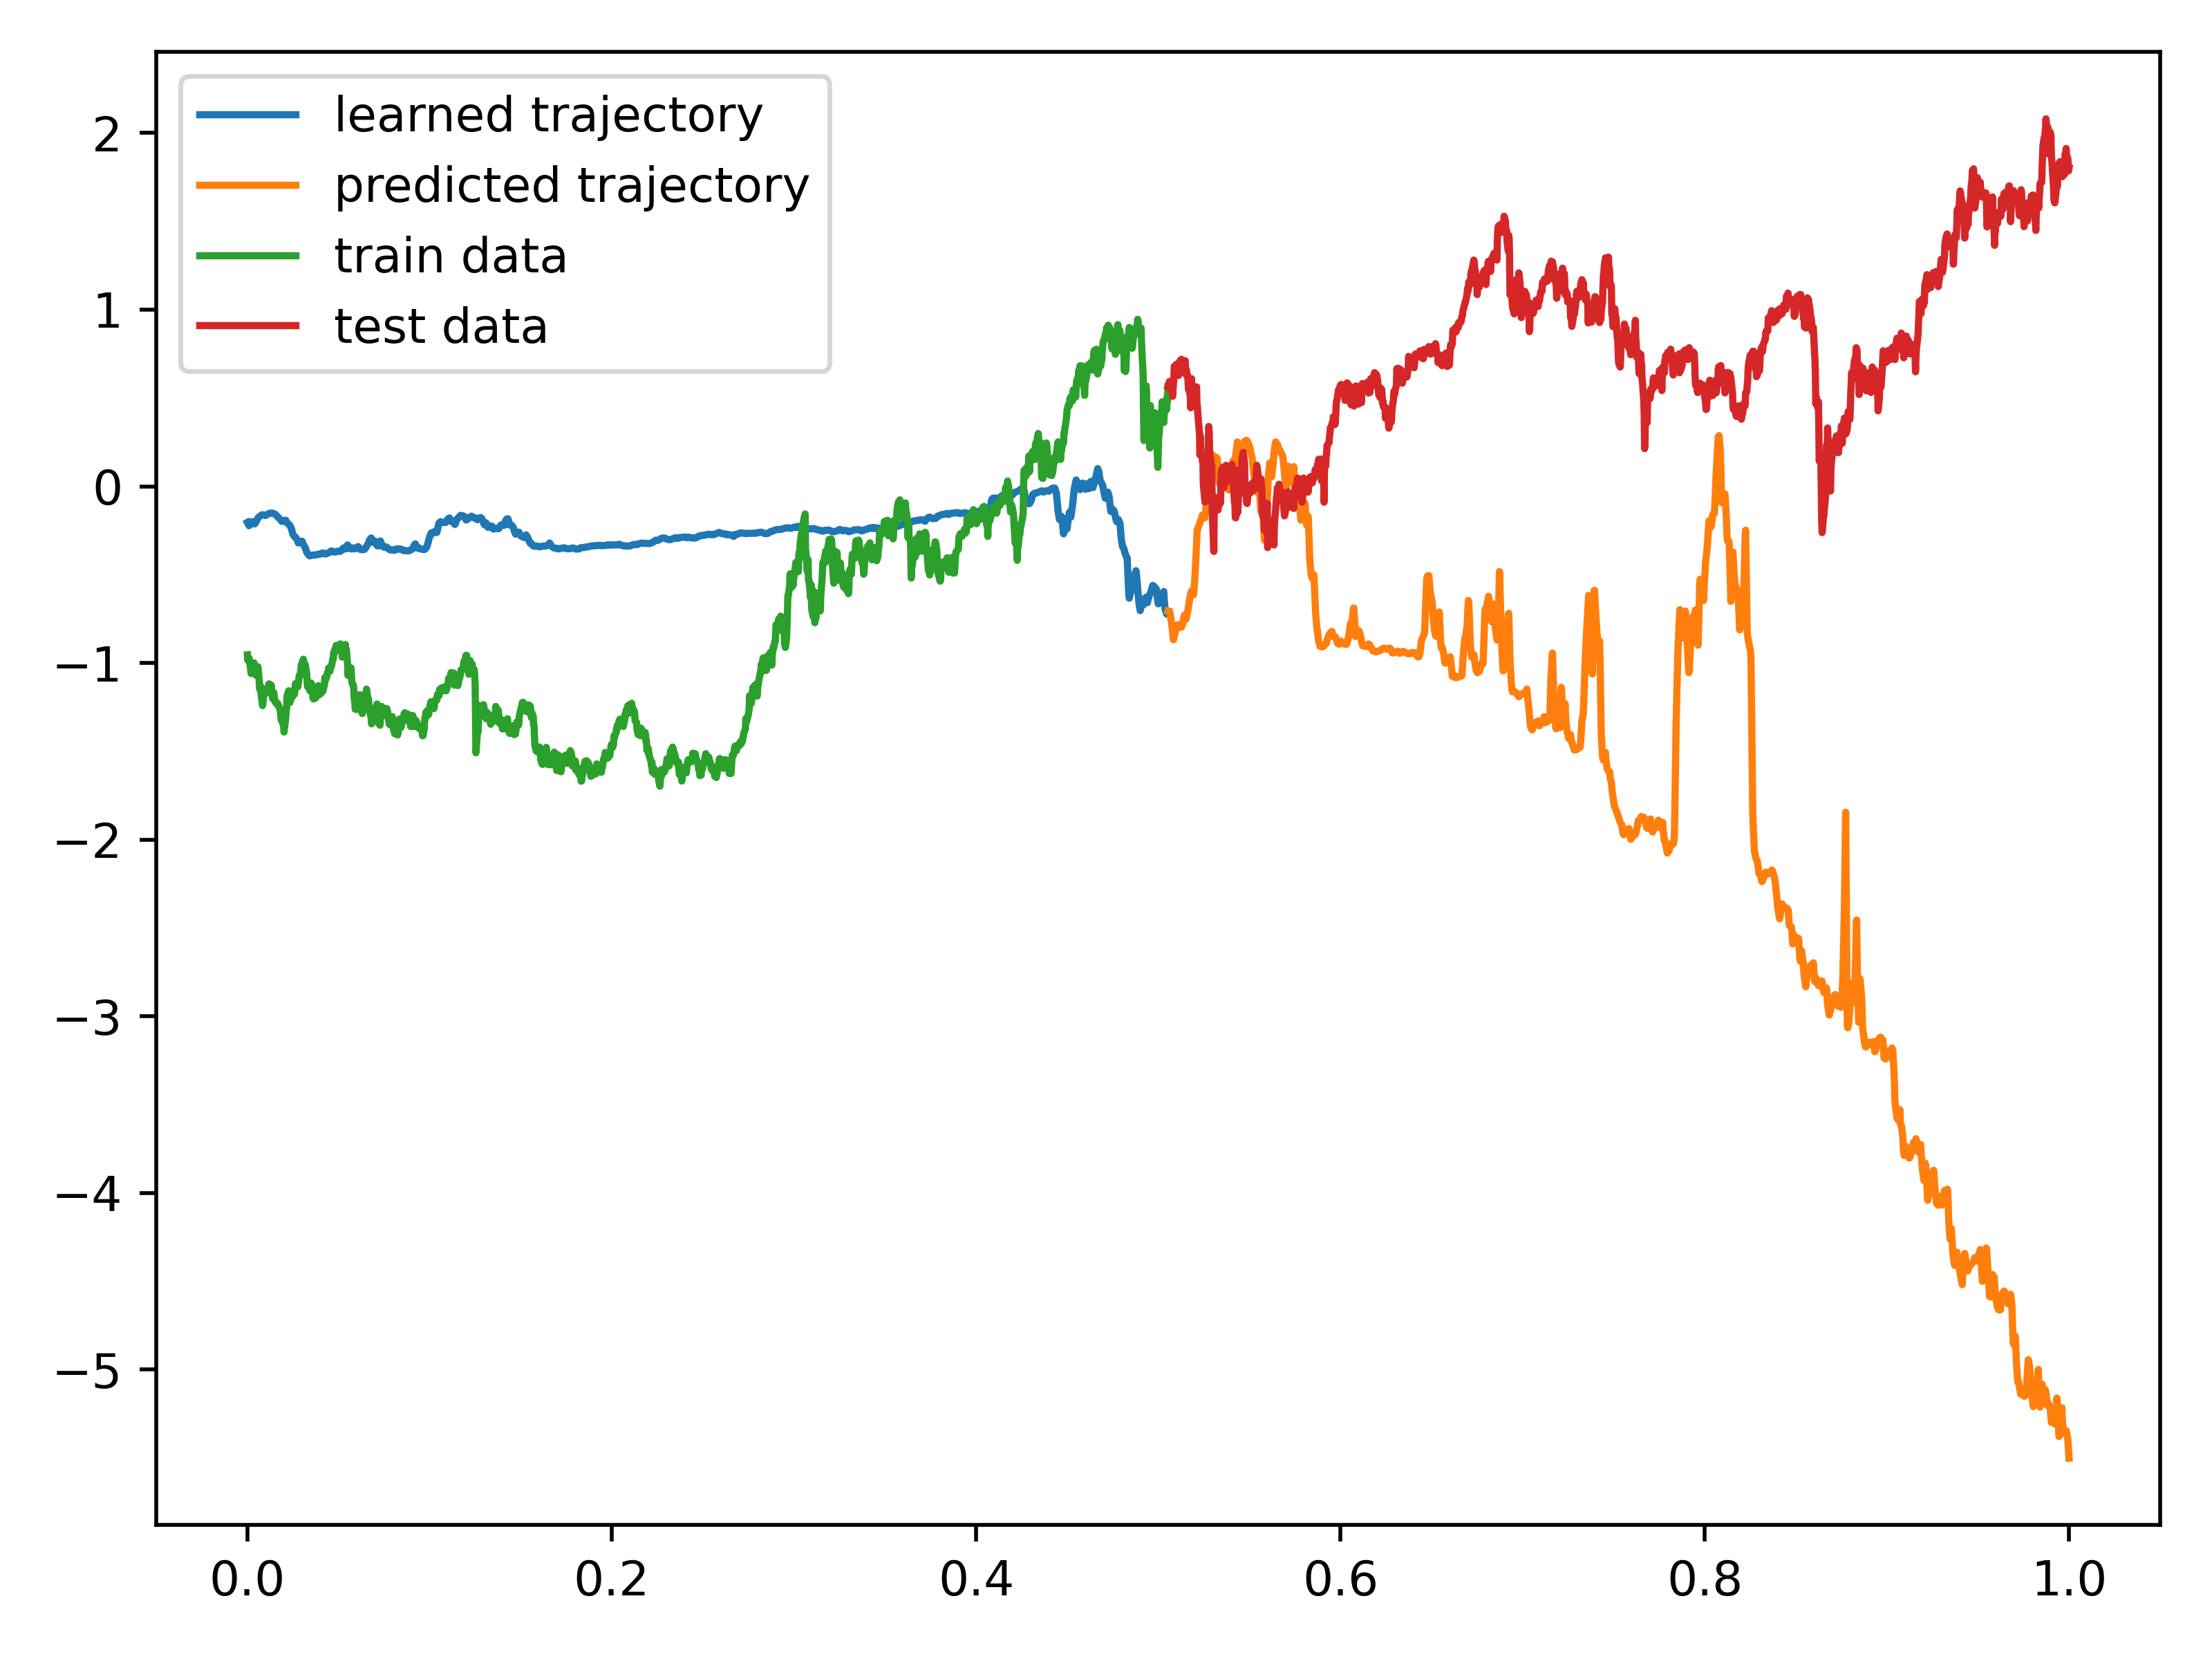 learned trajectory
predicted trajectory
train data
test data
2
1
0
−1
−2
−3
−4
−5
0.0 0.2 0.4 0.6 0.8 1.0